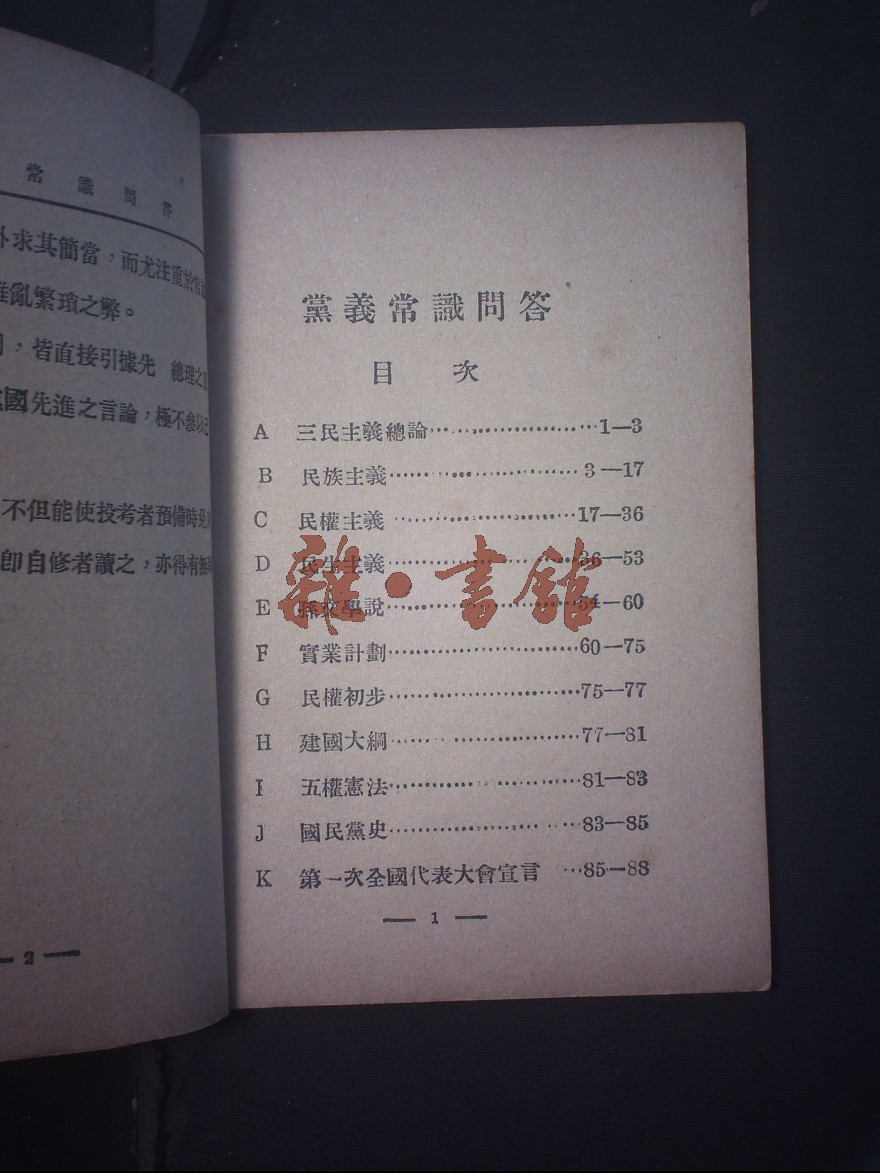 常識問答
外求其簡當，而尤注重於常
雜亂繁瑣之弊。
皆直接引據先 總理之
國先進之言論，極不參以己
不但能使投考者預備時免
即自修者讀之，亦得有無
— 2 —
黨義常識問答
目 次
A 三民主義總論…………………1—3
B 民族主義…………………3—17
C 民權主義…………………17—36
D 民生主義…………………36—53
E 孫文學說…………………54—60
F 實業計劃…………………60—75
G 民權初步…………………75—77
H 建國大綱…………………77—81
I 五權憲法…………………81—83
J 國民黨史…………………83—85
K 第一次全國代表大會宣言…85—88
— 1 —
雜·書館